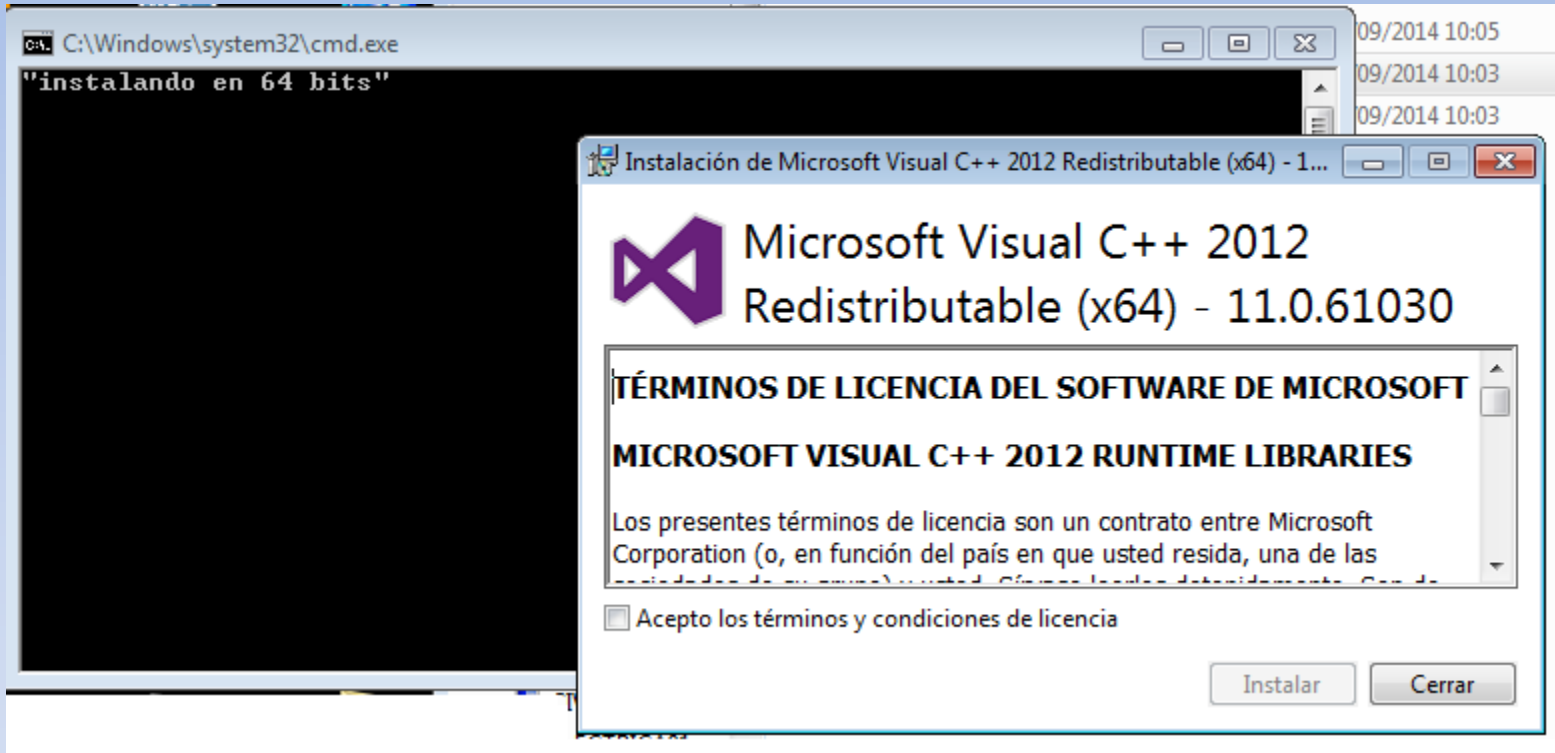 C:\Windows\system32\cmd.exe
"instalando en 64 bits"
09/2014 10:05
09/2014 10:03
09/2014 10:03
Instalación de Microsoft Visual C++ 2012 Redistributable (x64) - 1...
Microsoft Visual C++ 2012
Redistributable (x64) - 11.0.61030
TÉRMINOS DE LICENCIA DEL SOFTWARE DE MICROSOFT
MICROSOFT VISUAL C++ 2012 RUNTIME LIBRARIES
Los presentes términos de licencia son un contrato entre Microsoft
Corporation (o, en función del país en que usted resida, una de las
Acepto los términos y condiciones de licencia
Instalar
Cerrar